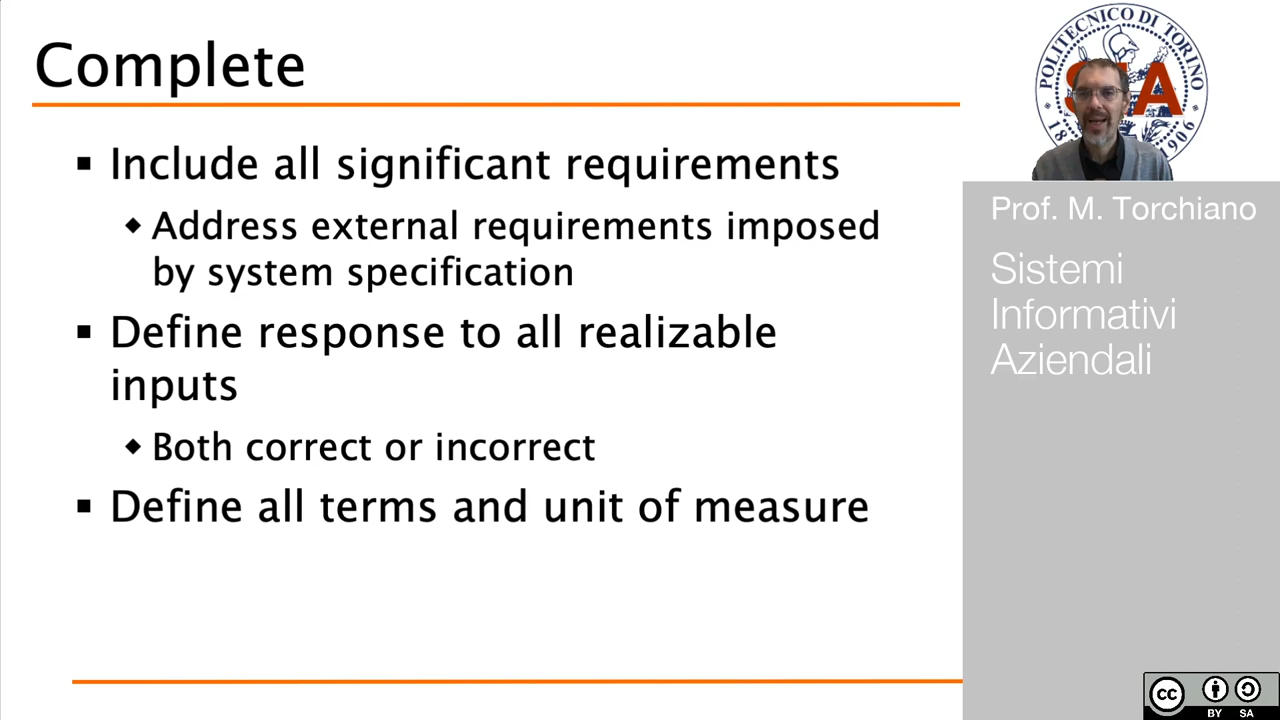 Complete
Include all significant requirements
Address external requirements imposed
by system specification
Define response to all realizable
inputs
Both correct or incorrect
Define all terms and unit of measure
POLITECNICO DI TORINO
Prof. M. Torchiano
Sistemi
Informativi
Aziendali
cc
BY SA